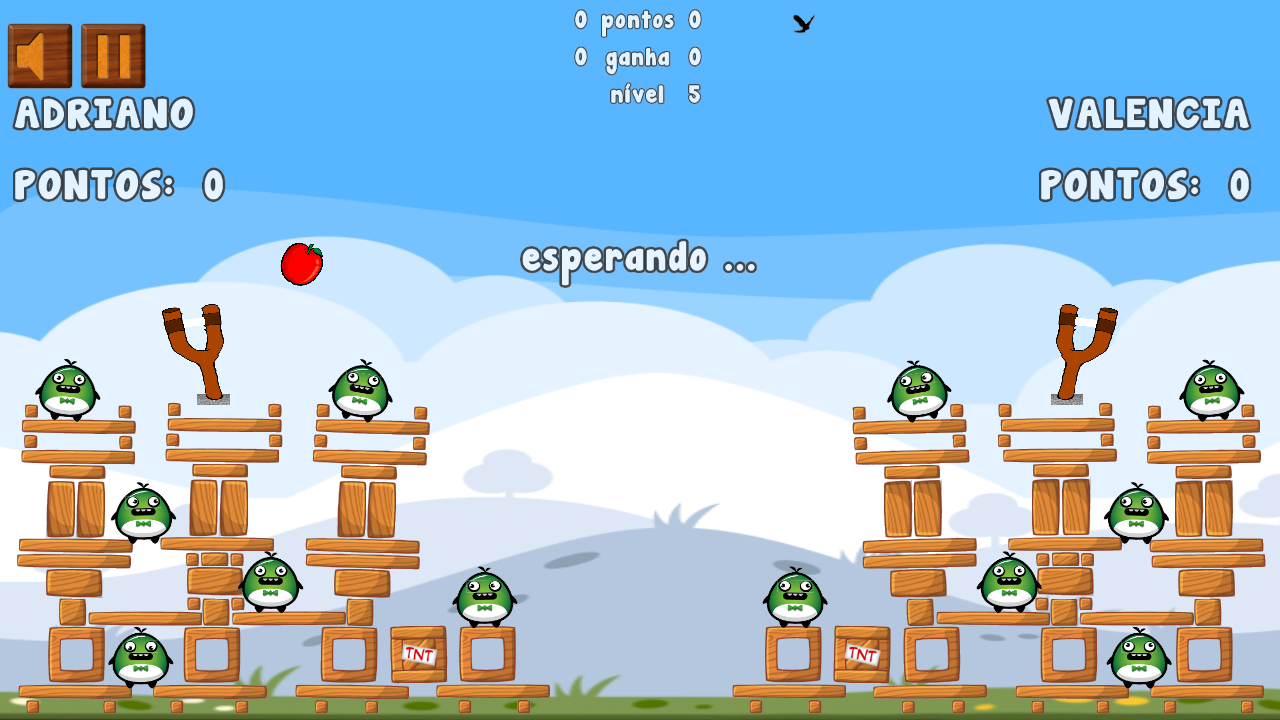 0 pontos 0
0 ganha 0
nível 5
ADRIANO
VALENCIA
PONTOS: 0
PONTOS: 0
esperando ...
TNT
TNT